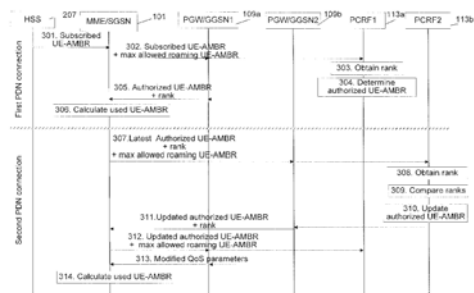 HSS 207 MME/SGSN 101 PGW/GGSN1 109a PGW/GGSN2 109b PCRF1 113a PCRF2 113b
First PDN connection
301. Subscribed
UE-AMBR
302. Subscribed UE-AMBR
+ max allowed roaming UE-AMBR
303. Obtain rank
304. Determine
authorized UE-AMBR
305. Authorized UE-AMBR
+ rank
306. Calculate used UE-AMBR
Second PDN connection
307.Latest Authorized UE-AMBR
+ rank
+ max allowed roaming UE-AMBR
308. Obtain rank
309. Compare ranks
310. Update
authorized UE-AMBR
311.Updated authorized UE-AMBR
+ rank
312. Updated authorized UE-AMBR
+ max allowed roaming UE-AMBR
313. Modified QoS parameters
314. Calculate used UE-AMBR